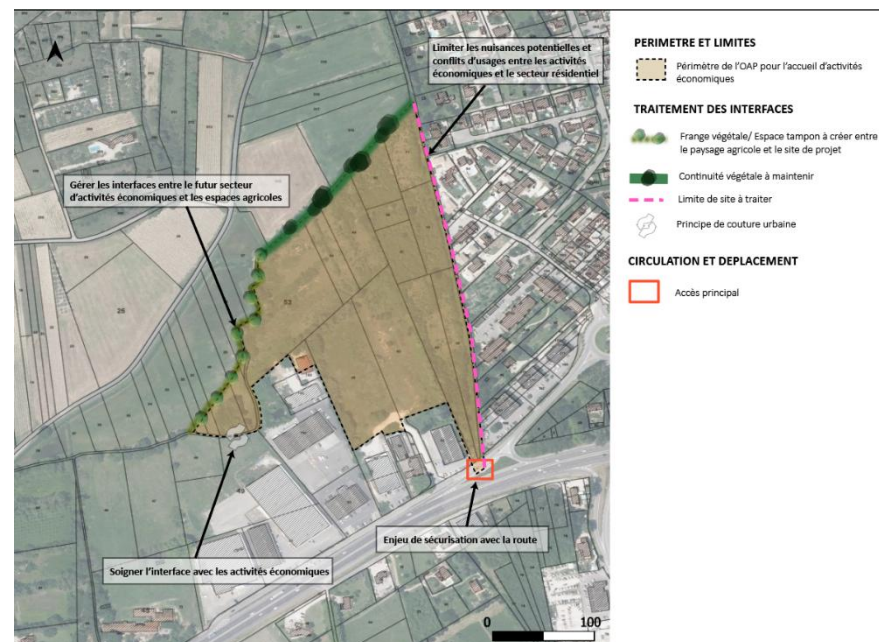 Limiter les nuisances potentielles et
conflits d'usages entre les activités
économiques et le secteur résidentiel
Gérer les interfaces entre le futur secteur
d'activités économiques et les espaces agricoles
Soigner l'interface avec les activités économiques
Enjeu de sécurisation avec la route
0 100
PERIMETRE ET LIMITES
Périmètre de l'OAP pour l'accueil d'activités
économiques
TRAITEMENT DES INTERFACES
Frange végétale/ Espace tampon à créer entre
le paysage agricole et le site de projet
Continuité végétale à maintenir
Limite de site à traiter
Principe de couture urbaine
CIRCULATION ET DEPLACEMENT
Accès principal